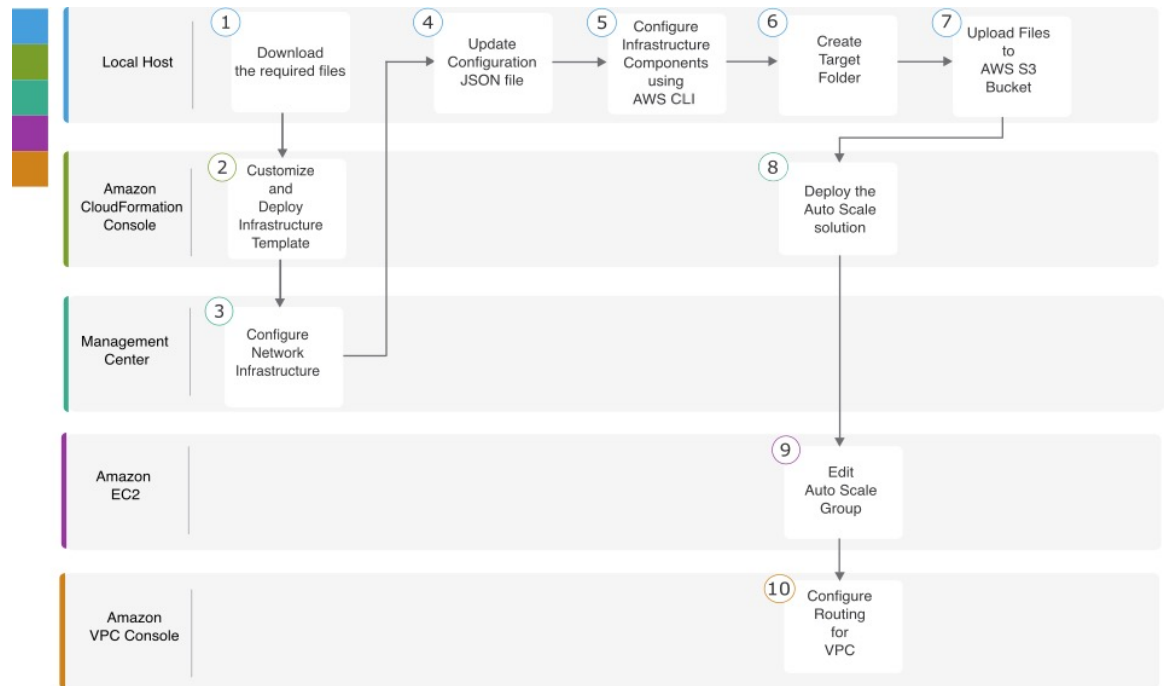 1
4
5
6
7
Local Host
Download
the required files
Update
Configuration
JSON file
Configure
Infrastructure
Components
using
AWS CLI
Create
Target
Folder
Upload Files
to
AWS S3
Bucket
2
8
Amazon
CloudFormation
Console
Customize
and
Deploy
Infrastructure
Template
Deploy the
Auto Scale
solution
3
Management
Center
Configure
Network
Infrastructure
9
Amazon
EC2
Edit
Auto Scale
Group
10
Amazon
VPC Console
Configure
Routing
for
VPC